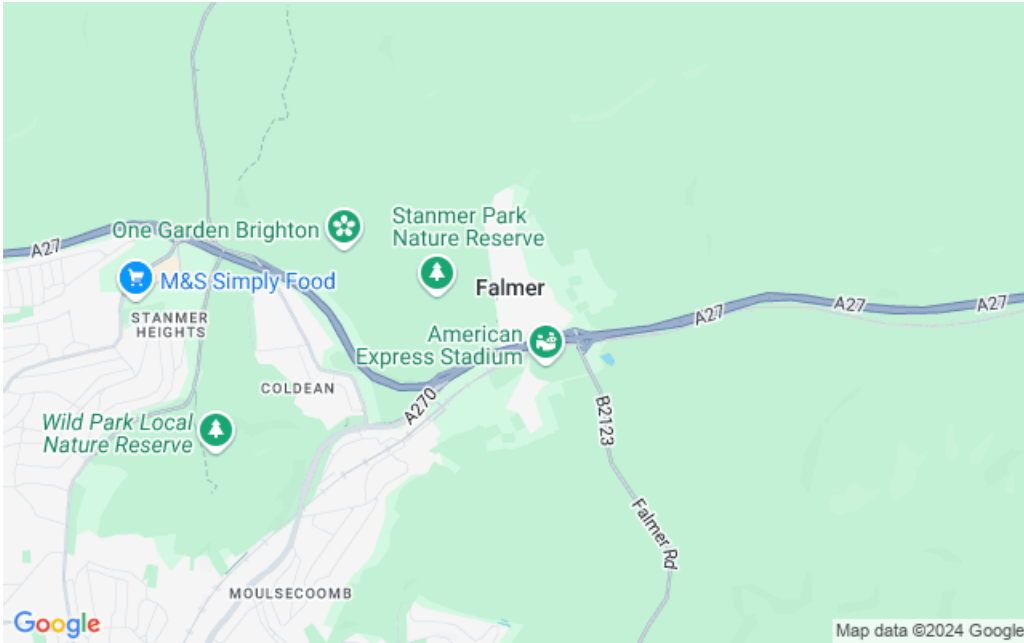 Stanmer Park
Nature Reserve
One Garden Brighton
A27
M&S Simply Food
Falmer
A27
A27
A27
STANMER
HEIGHTS
American
Express Stadium
COLDEAN
A270
B2123
Wild Park Local
Nature Reserve
Falmer Rd
MOULSECOOMB
Google
Map data ©2024 Google